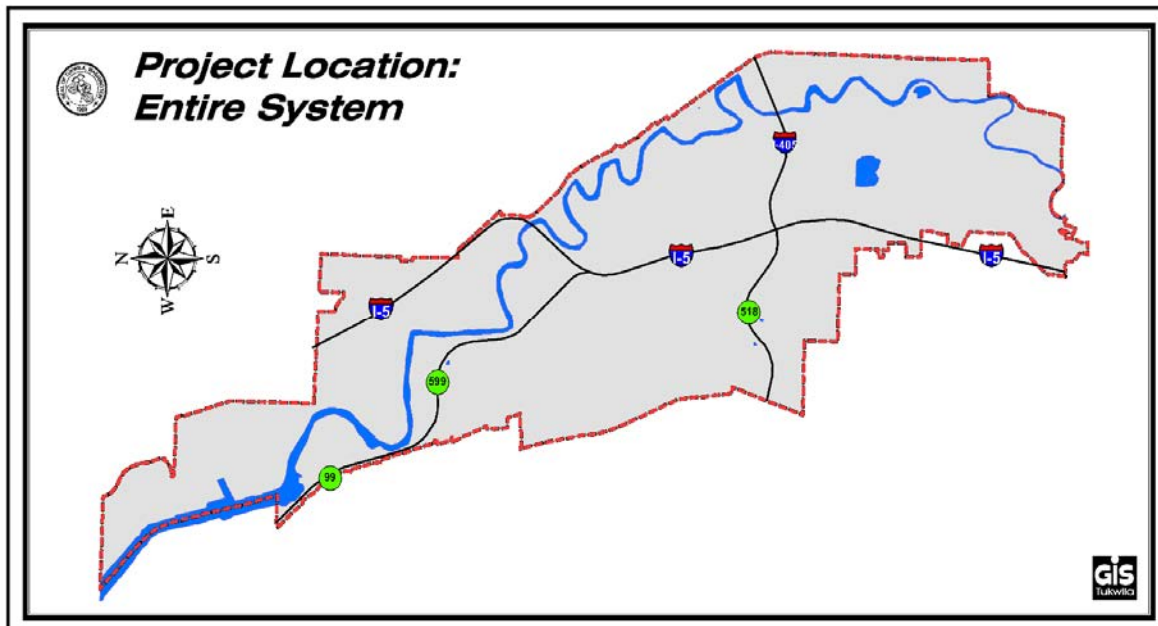 Project Location:
Entire System
E
N
S
W
I-405
I-5
I-5
I-5
518
599
99
GIS
Tukwila